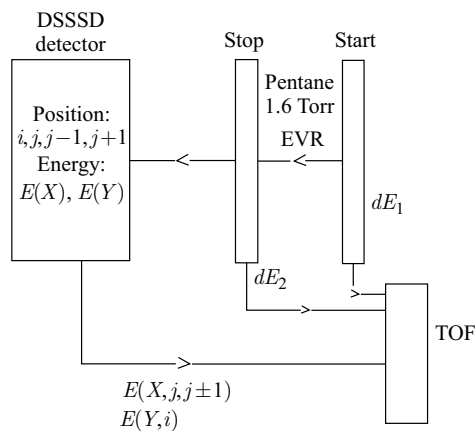 DSSSD
detector
Stop
Start
Position:
i, j, j−1, j+1
Energy:
E(X), E(Y)
Pentane
1.6 Torr
EVR
dE₁
dE₂
TOF
E(X, j, j±1)
E(Y, i)